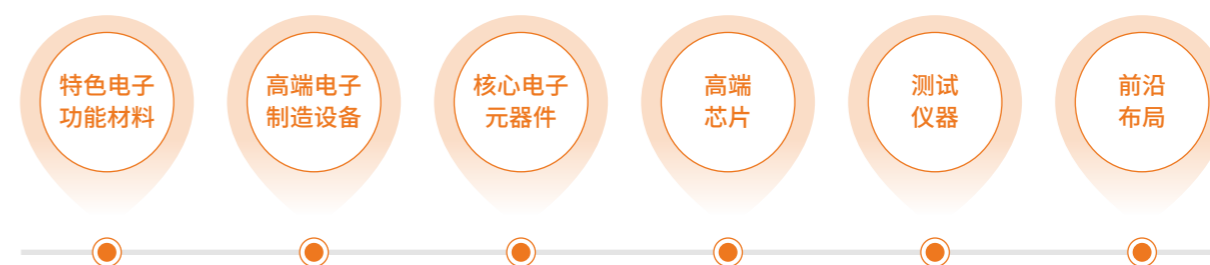 特色电子
功能材料
高端电子
制造设备
核心电子
元器件
高端
芯片
测试
仪器
前沿
布局